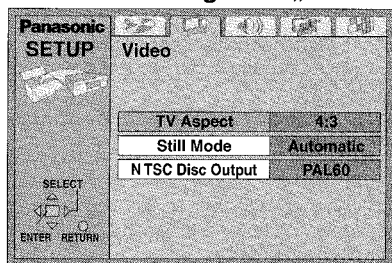 Panasonic
SETUP
Video
TV Aspect 4:3
Still Mode Automatic
NTSC Disc Output PAL60
SELECT
ENTER RETURN